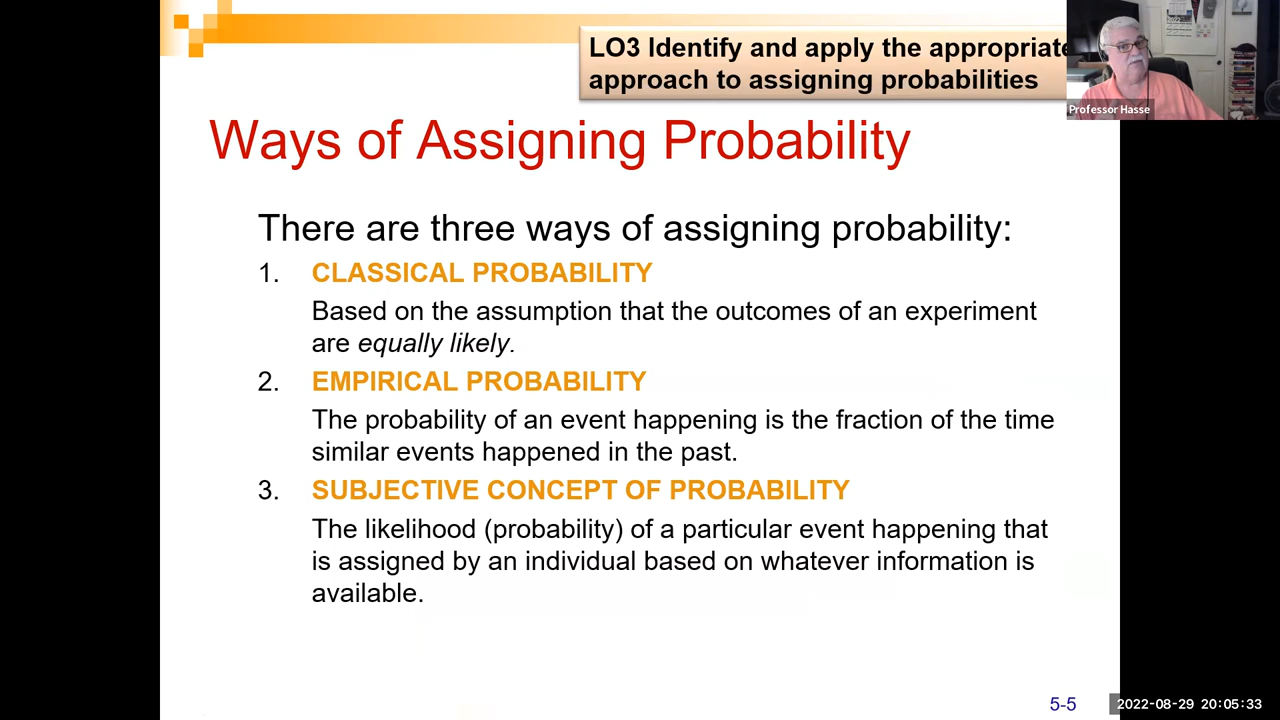 LO3 Identify and apply the appropriate
approach to assigning probabilities
Professor Hasse
Ways of Assigning Probability
There are three ways of assigning probability:
1. CLASSICAL PROBABILITY
Based on the assumption that the outcomes of an experiment
are equally likely.
2. EMPIRICAL PROBABILITY
The probability of an event happening is the fraction of the time
similar events happened in the past.
3. SUBJECTIVE CONCEPT OF PROBABILITY
The likelihood (probability) of a particular event happening that
is assigned by an individual based on whatever information is
available.
5-5
2022-08-29 20:05:33